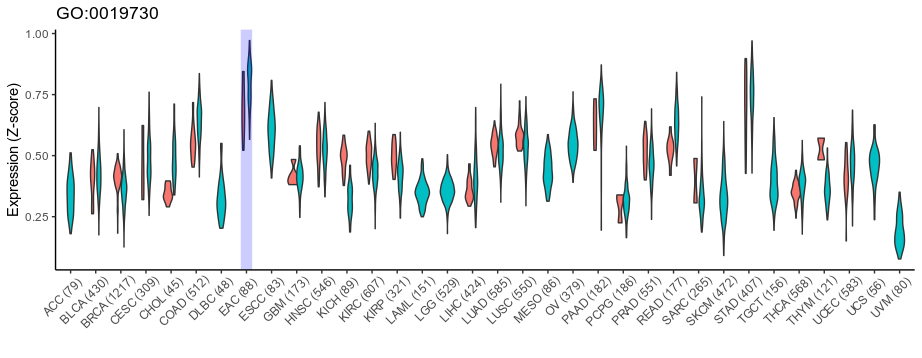 GO:0019730
Expression (Z-score)
1.00
0.75
0.50
0.25
ACC (79)
BLCA (430)
BRCA (1217)
CESC (309)
CHOL (45)
COAD (512)
DLBC (48)
EAC (88)
ESCC (83)
GBM (173)
HNSC (546)
KICH (89)
KIRC (607)
KIRP (321)
LAML (151)
LGG (529)
LIHC (424)
LUAD (585)
LUSC (550)
MESO (86)
OV (379)
PAAD (182)
PCPG (186)
PRAD (551)
READ (177)
SARC (265)
SKCM (472)
STAD (407)
TGCT (156)
THCA (568)
THYM (121)
UCEC (583)
UCS (56)
UVM (80)